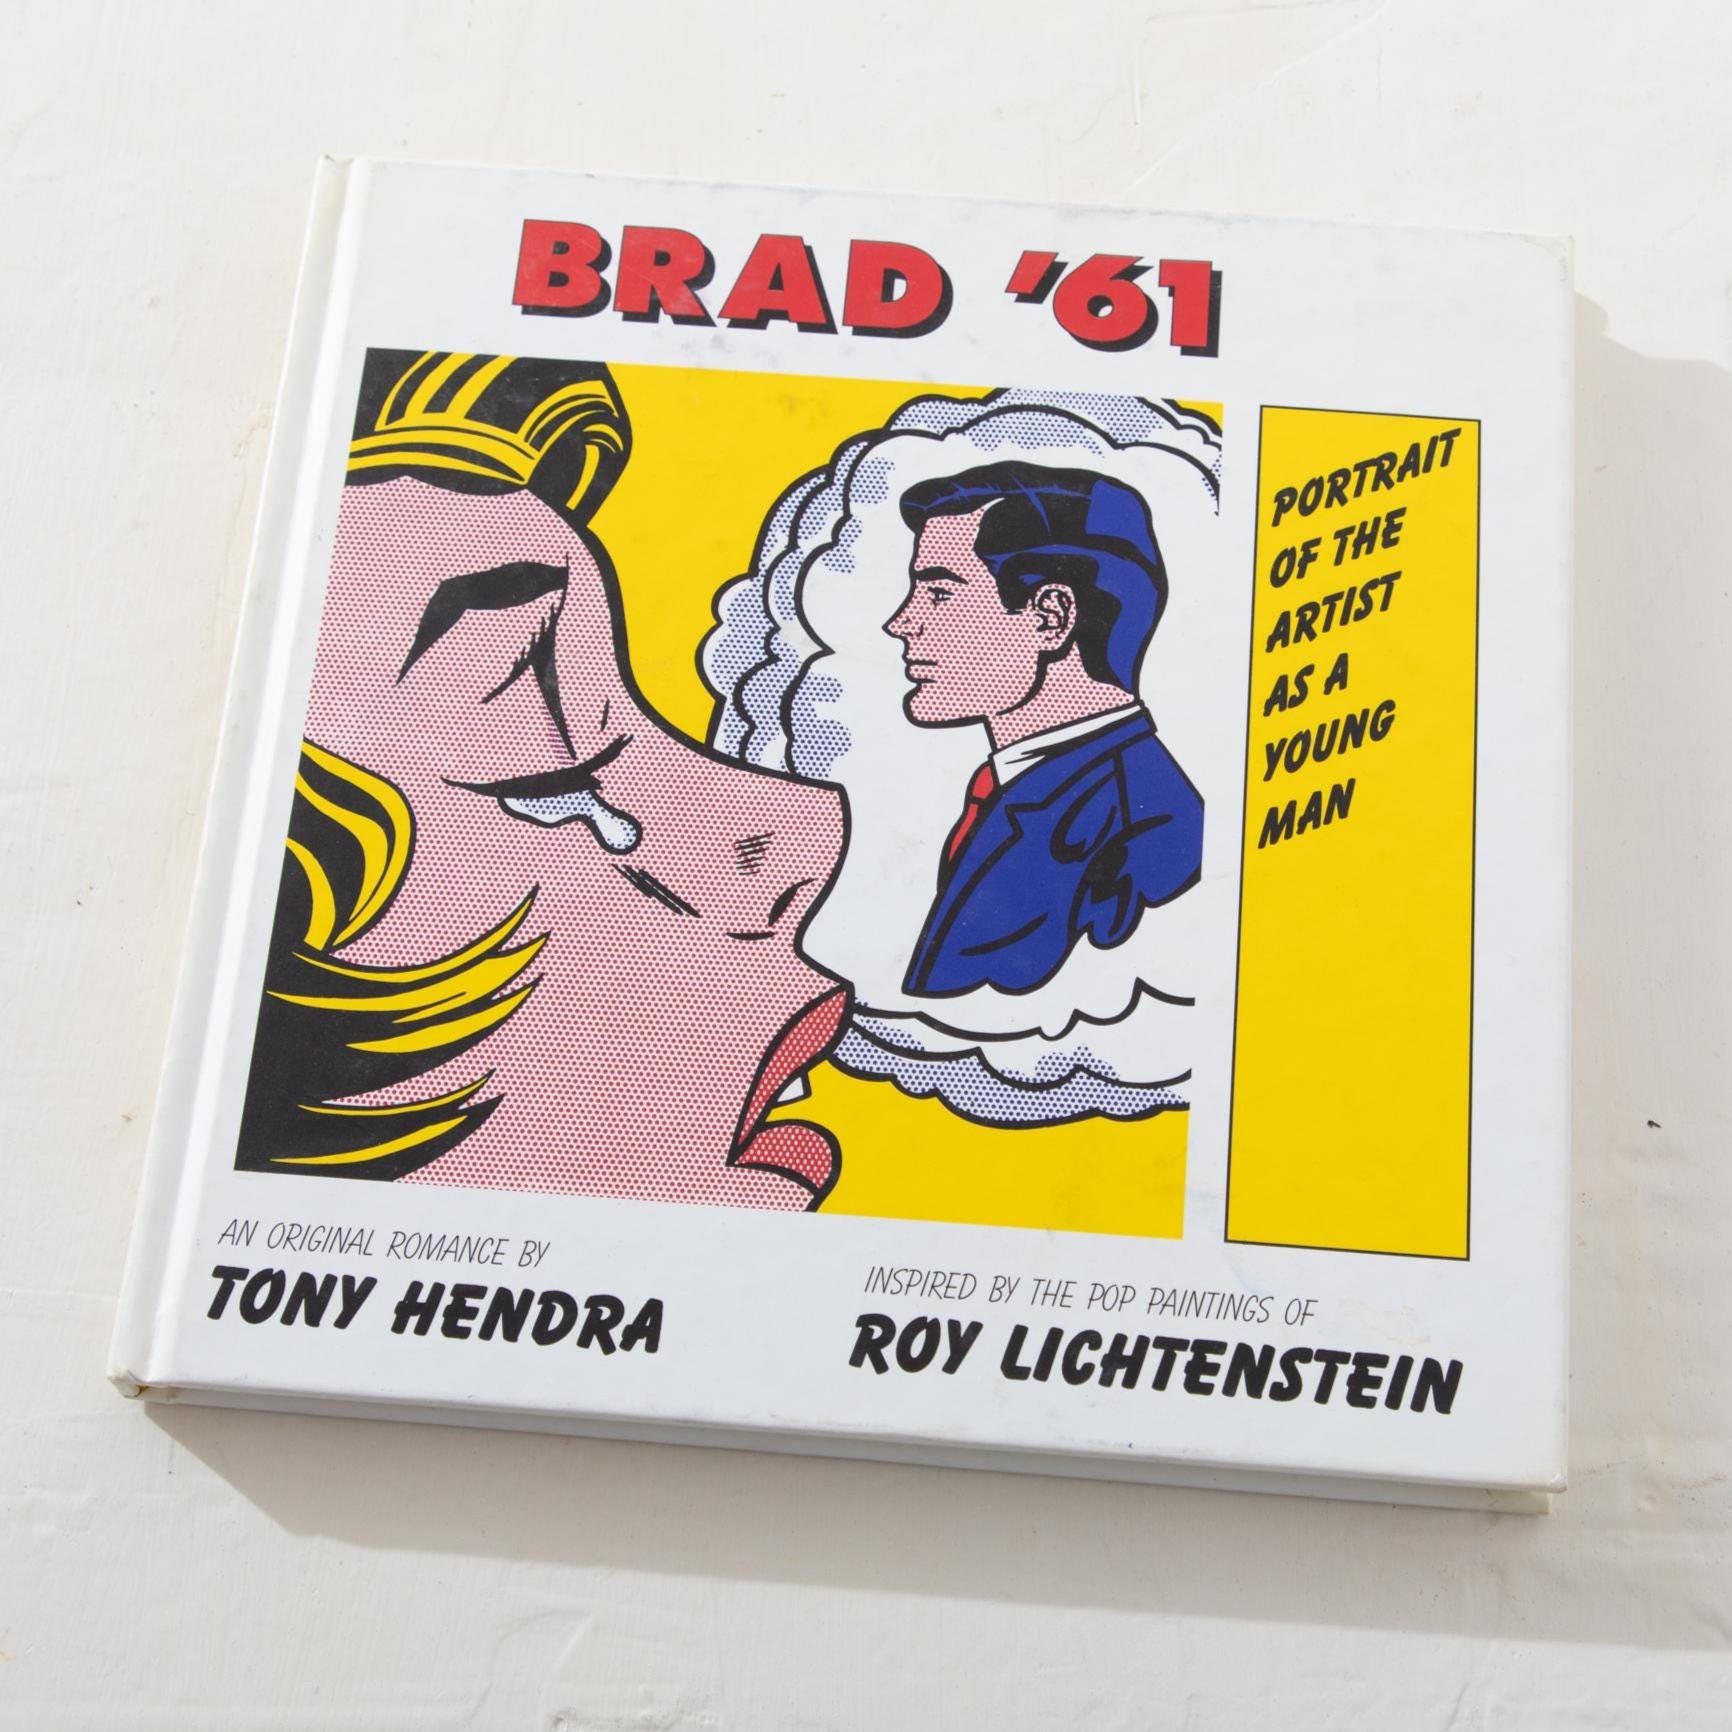 BRAD '61
PORTRAIT
OF THE
ARTIST
AS A
YOUNG
MAN
AN ORIGINAL ROMANCE BY
TONY HENDRA
INSPIRED BY THE POP PAINTINGS OF
ROY LICHTENSTEIN